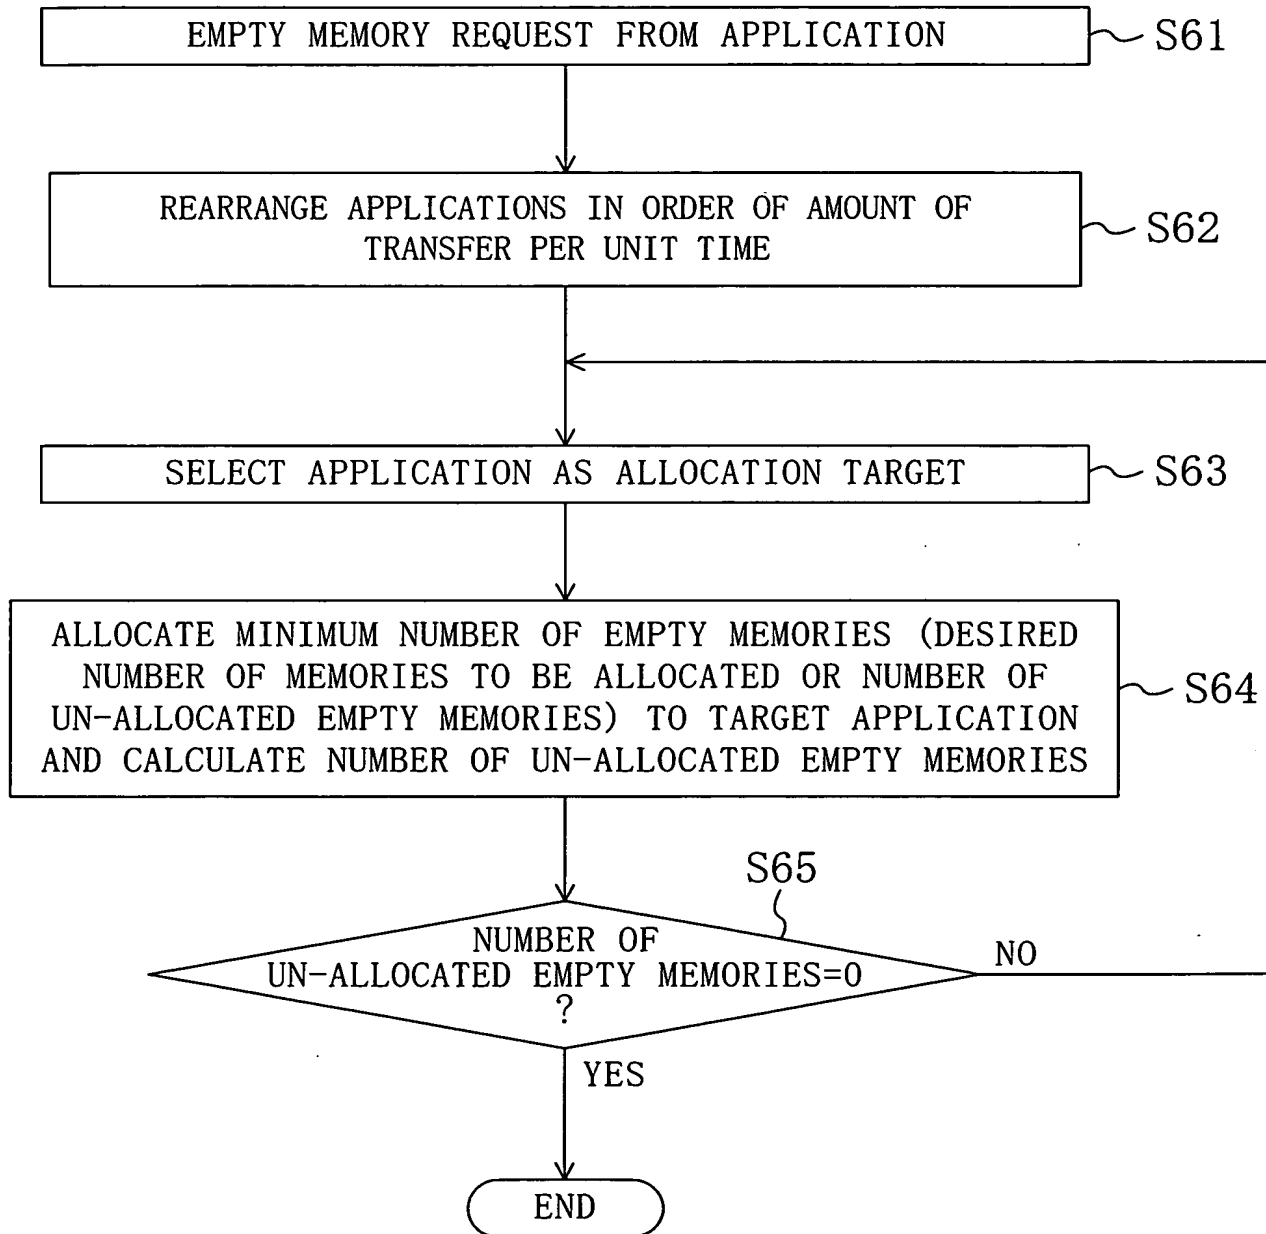 EMPTY MEMORY REQUEST FROM APPLICATION
S61
REARRANGE APPLICATIONS IN ORDER OF AMOUNT OF
TRANSFER PER UNIT TIME
S62
SELECT APPLICATION AS ALLOCATION TARGET
S63
ALLOCATE MINIMUM NUMBER OF EMPTY MEMORIES (DESIRED
NUMBER OF MEMORIES TO BE ALLOCATED OR NUMBER OF
UN-ALLOCATED EMPTY MEMORIES) TO TARGET APPLICATION
AND CALCULATE NUMBER OF UN-ALLOCATED EMPTY MEMORIES
S64
S65
NUMBER OF
UN-ALLOCATED EMPTY MEMORIES=0
?
NO
YES
END